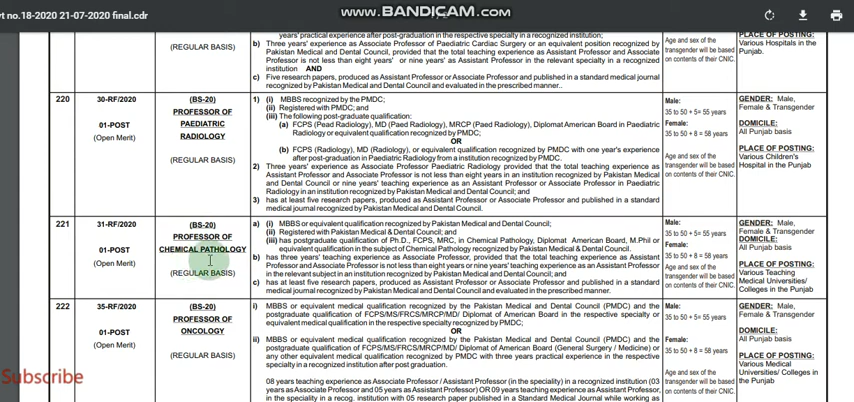 vt no.18-2020 21-07-2020 final.cdr
www.BANDICAM.com
(REGULAR BASIS)
years' practical experience after postgraduation in the respective specialty in a recognized institution;
b) Three years' experience as Associate Professor of Paediatric Cardiac Surgery or an equivalent position recognized by
Pakistan Medical and Dental Council, provided that the total teaching experience as Assistant Professor and Associate
Professor is not less than eight years' or nine years' as Assistant Professor in the relevant specialty in a recognized
institution AND
c) Five research papers, produced as Assistant Professor or Associate Professor and published in a standard medical journal
recognized by Pakistan Medical and Dental Council and evaluated in the prescribed manner..
Age and sex of the
transgender will be based
on contents of their CNIC.
PLACE OF POSTING:
Various Hospitals in the
Punjab.
220
30-RF/2020
01-POST
(Open Merit)
(BS-20)
PROFESSOR OF
PAEDIATRIC
RADIOLOGY
(REGULAR BASIS)
1) (i) MBBS recognized by the PMDC;
(ii) Registered with PMDC; and
(iii) The following post-graduate qualification:
(a) FCPS (Pead Radiology), MD (Paed Radiology), MRCP (Paed Radiology), Diplomat American Board in Paediatric
Radiology or equivalent qualification recognized by PMDC;
OR
(b) FCPS (Radiology), MD (Radiology), or equivalent qualification recognized by PMDC with one year's experience
after post-graduation in Paediatric Radiology from a institution recognized by PMDC.
2) Three years' experience as Associate Professor Paediatric Radiology provided that the total teaching experience as
Assistant Professor and Associate Professor is not less than eight years in an institution recognized by Pakistan Medical
and Dental Council or nine years' teaching experience as an Assistant Professor or Associate Professor in Paediatric
Radiology in an institution recognized by Pakistan Medical and Dental Council; and
3) has at least five research papers, produced as Assistant Professor or Associate Professor and published in a standard
medical journal recognized by Pakistan Medical and Dental Council.
Male:
35 to 50 + 5= 55 years
Female:
35 to 50 + 8 = 58 years
Age and sex of the
transgender will be based
on contents of their CNIC.
GENDER: Male,
Female & Transgender
DOMICILE:
All Punjab basis
PLACE OF POSTING:
Various Children's
Hospital in the Punjab
221
31-RF/2020
01-POST
(Open Merit)
(BS-20)
PROFESSOR OF
CHEMICAL PATHOLOGY
(REGULAR BASIS)
a) (i) MBBS or equivalent qualification recognized by Pakistan Medical and Dental Council;
(ii) Registered with Pakistan Medical & Dental Council; and
(iii) has postgraduate qualification of Ph.D., FCPS, MRC, in Chemical Pathology, Diplomat American Board, M.Phil or
equivalent qualification in the subject of Chemical Pathology recognized by Pakistan Medical & Dental Council.
b) has three years' teaching experience as Associate Professor, provided that the total teaching experience as Assistant
Professor and Associate Professor is not less than eight years or nine years' teaching experience as an Assistant Professor
in the relevant subject in an institution recognized by Pakistan Medical and Dental Council; and
c) has at least five research papers, produced as Assistant Professor or Associate Professor and published in a standard
medical journal recognized by Pakistan Medical and Dental Council and evaluated in the prescribed manner.
Male:
35 to 50 + 5= 55 years
Female:
35 to 50 + 8 = 58 years
Age and sex of the
transgender will be based
on contents of their CNIC.
GENDER: Male,
Female & Transgender
DOMICILE:
All Punjab basis
PLACE OF POSTING:
Various Teaching
Medical Universities/
Colleges in the Punjab
222
35-RF/2020
01-POST
(Open Merit)
(BS-20)
PROFESSOR OF
ONCOLOGY
(REGULAR BASIS)
i) MBBS or equivalent medical qualification recognized by the Pakistan Medical and Dental Council (PMDC) and the
postgraduate qualification of FCPS/MS/FRCS/MRCP/MD/ Diplomat of American Board in the respective specialty or
equivalent medical qualification in the respective specialty recognized by PMDC;
OR
ii) MBBS or equivalent medical qualification recognized by the Pakistan Medical and Dental Council (PMDC) and the
postgraduate qualification of FCPS/MS/FRCS/MRCP/MD/ Diplomat of American Board (General Surgery / Medicine) or
any other equivalent medical qualification recognized by PMDC with three years practical experience in the respective
specialty in a recognized institution after post graduation.
08 years teaching experience as Associate Professor / Assistant Professor (in the speciality) in a recognized institution (03
years as Associate Professor and 05 years as Assistant Professor) OR 09 years teaching experience as Assistant Professor,
in the speciality in a recog. institution with 05 research paper published in a Standard Medical Journal while working as
Male:
35 to 50 + 5= 55 years
Female:
35 to 50 + 8 = 58 years
Age and sex of the
transgender will be based
on contents of their CNIC.
GENDER: Male,
Female & Transgender
DOMICILE:
All Punjab basis
PLACE OF POSTING:
Various Medical
Universities/ Colleges in
the Punjab
Subscribe